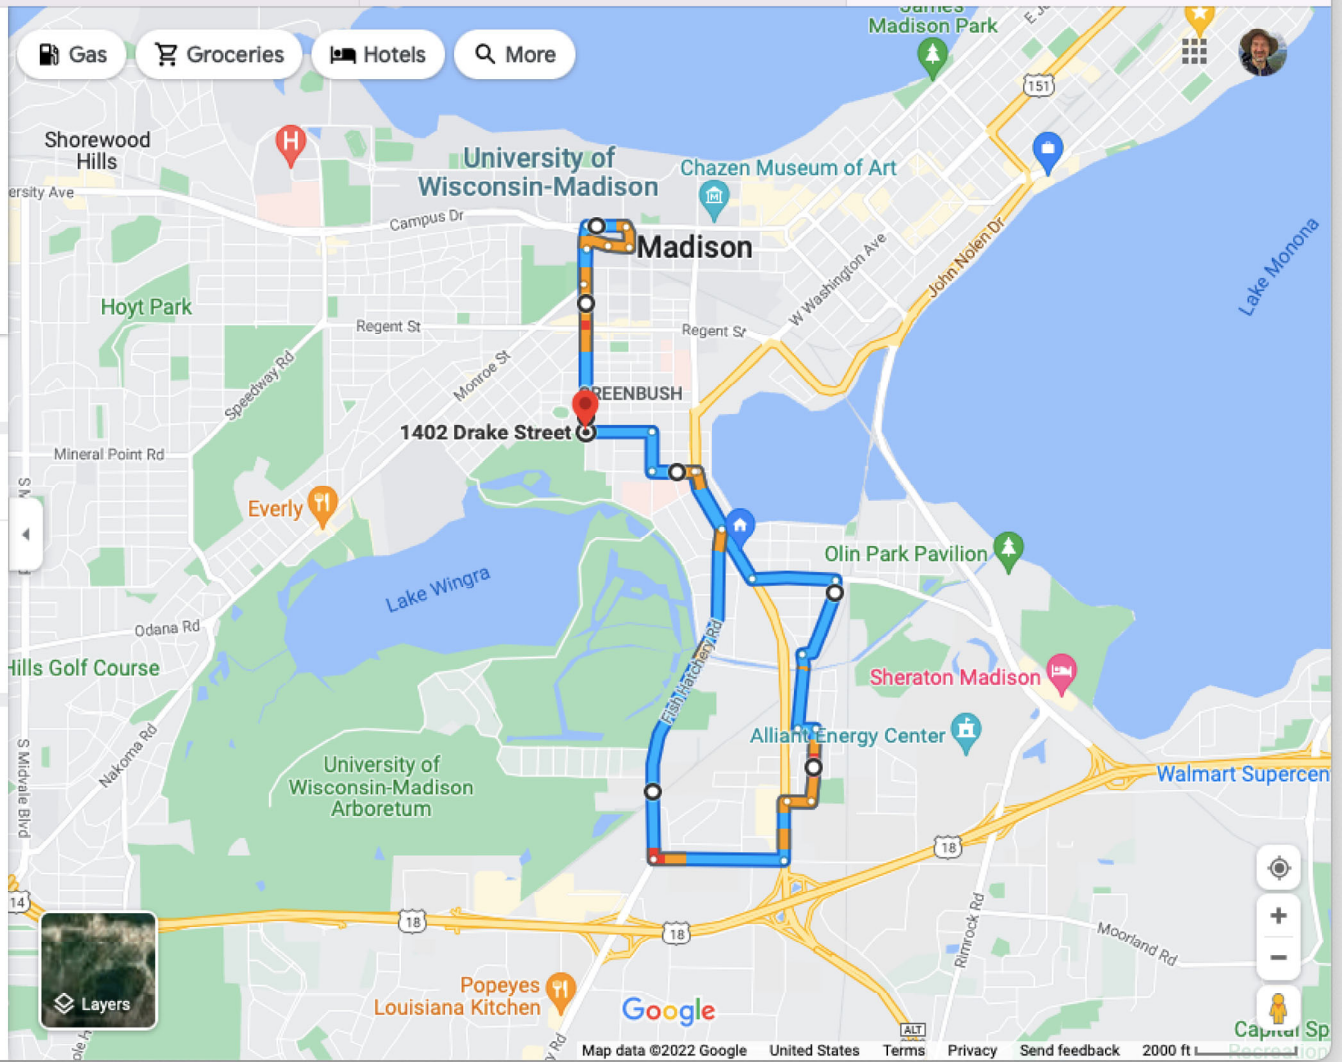 James
Madison Park
E Jo
Gas
Groceries
Hotels
More
151
Shorewood
Hills
H
ersity Ave
University of
Wisconsin-Madison
Chazen Museum of Art
Campus Dr
Madison
W Washington Ave
John Nolen Dr
Lake Monona
Hoyt Park
Regent St
Regent St
Speedway Rd
Monroe St
GREENBUSH
1402 Drake Street
Mineral Point Rd
S M
Everly
Olin Park Pavilion
Lake Wingra
Odana Rd
Hills Golf Course
Fish Hatchery Rd
Sheraton Madison
S Midvale Blvd
Nakoma Rd
Alliant Energy Center
University of
Wisconsin-Madison
Arboretum
Walmart Supercen
18
14
18
18
Rimrock Rd
Moorland Rd
Layers
Popeyes
Louisiana Kitchen
y Rd
Google
ALT
Capital Sp
Recreation
Map data ©2022 Google
United States
Terms
Privacy
Send feedback
2000 ft